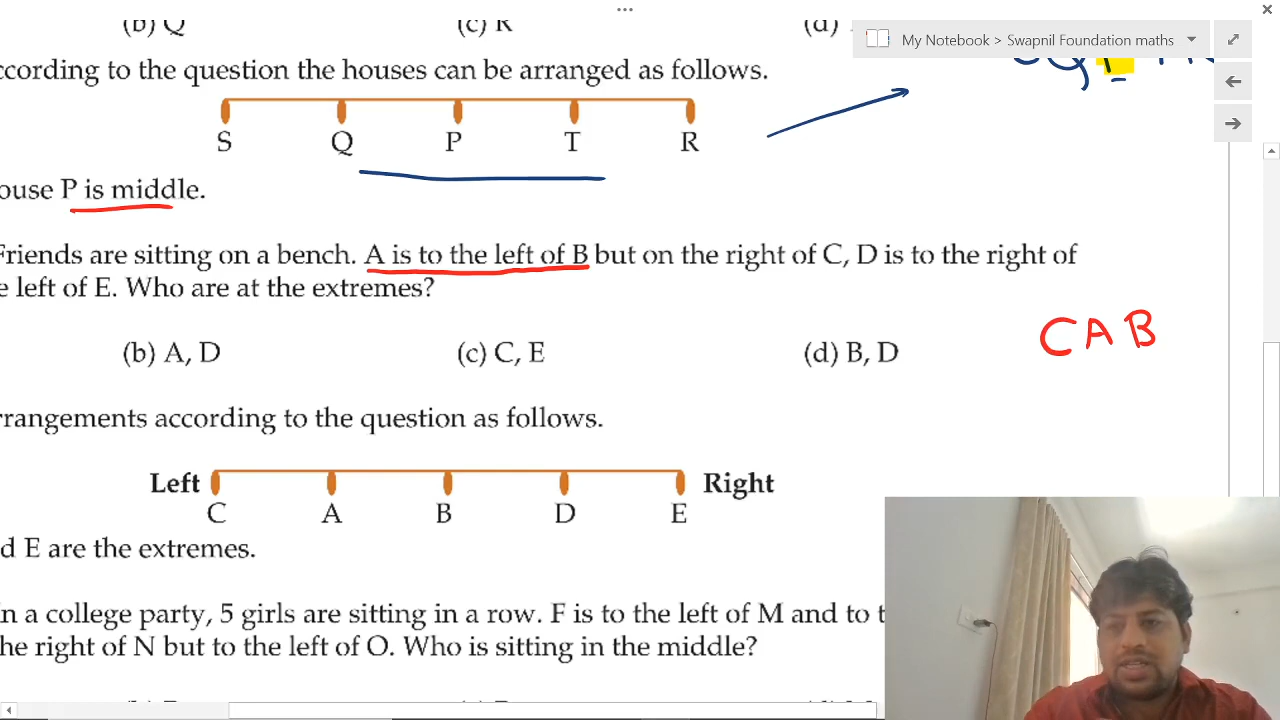 (b) Q (c) R (d)
My Notebook > Swapnil Foundation maths
ccording to the question the houses can be arranged as follows.
S Q P T R
ouse P is middle.
Friends are sitting on a bench. A is to the left of B but on the right of C, D is to the right of
e left of E. Who are at the extremes?
CAB
(b) A, D (c) C, E (d) B, D
rrangements according to the question as follows.
Left Right
C A B D E
d E are the extremes.
n a college party, 5 girls are sitting in a row. F is to the left of M and to t
he right of N but to the left of O. Who is sitting in the middle?